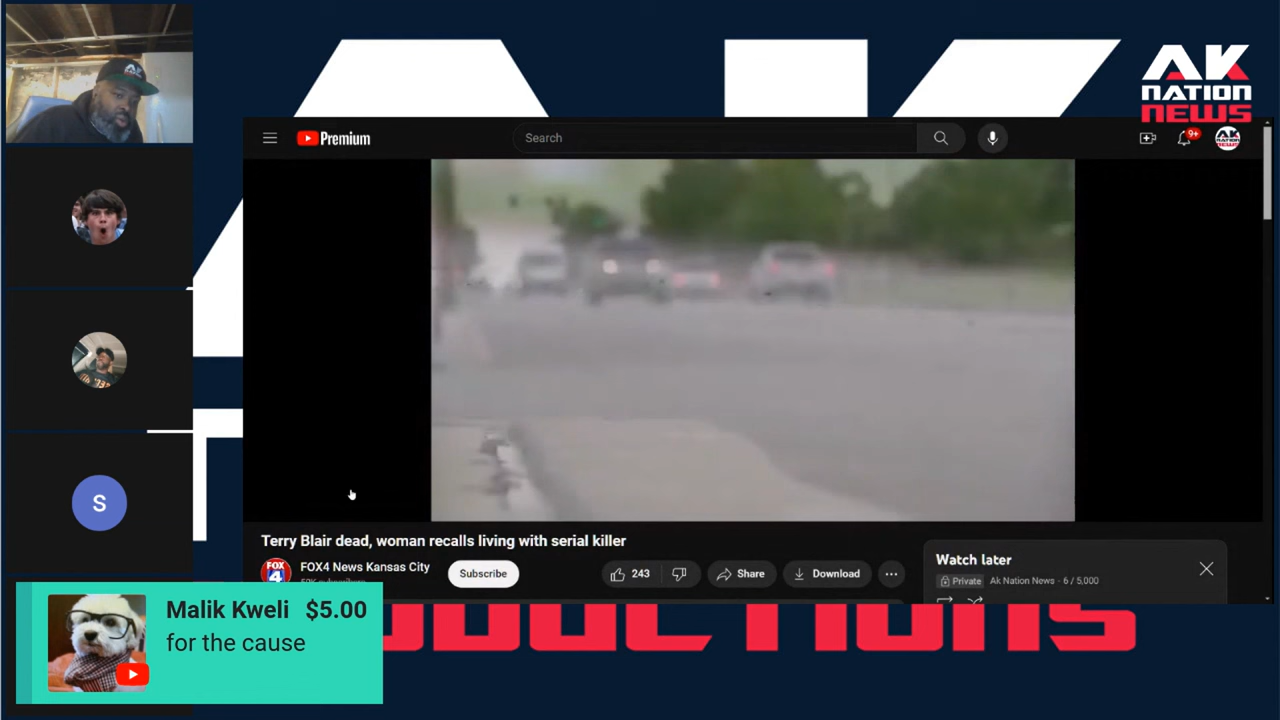 AK
NATION
NEWS
Premium
Search
9+
Terry Blair dead, woman recalls living with serial killer
FOX
4
FOX4 News Kansas City
Subscribe
243
Share
Download
Watch later
Private
Ak Nation News · 6 / 5,000
S
Malik Kweli $5.00
for the cause